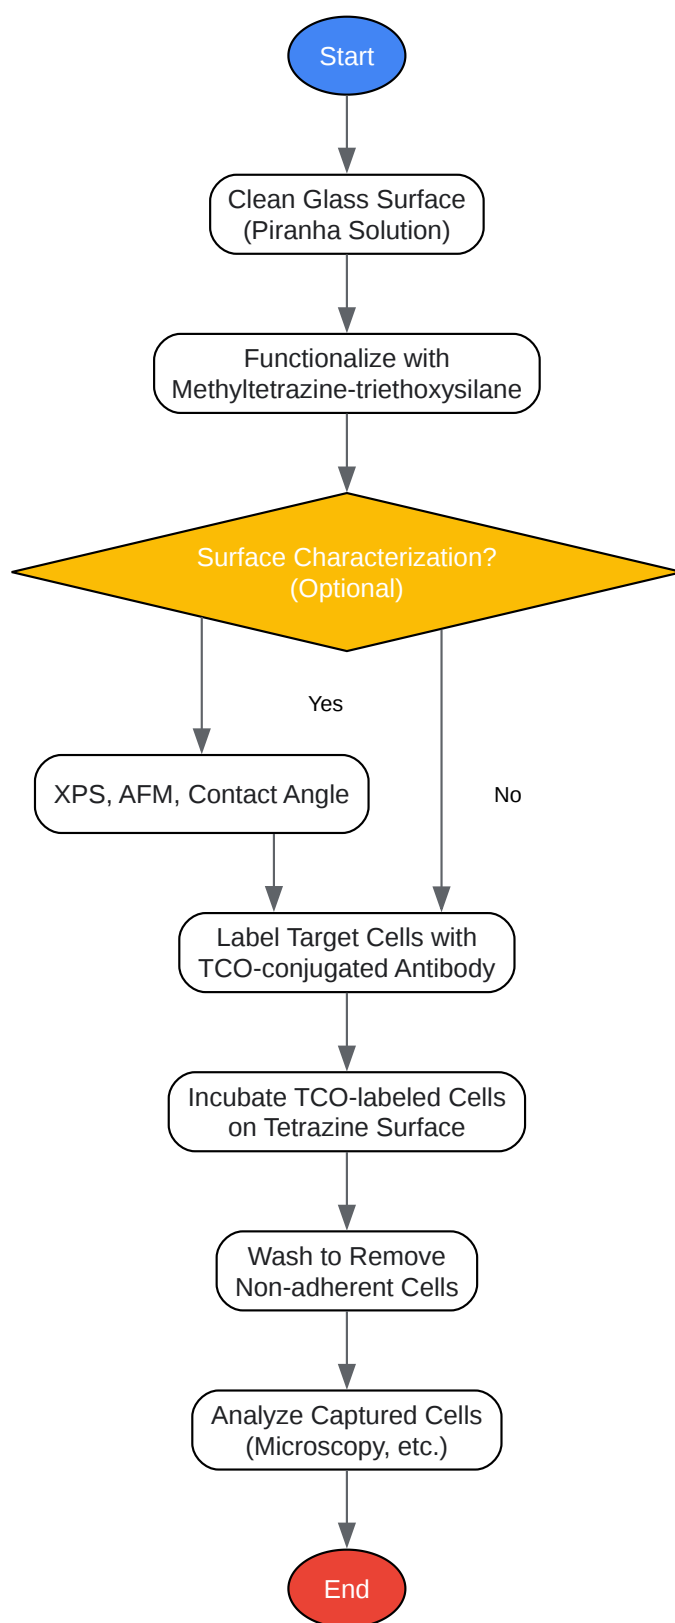 Start
Clean Glass Surface
(Piranha Solution)
Functionalize with
Methyltetrazine-triethoxysilane
Surface Characterization?
(Optional)
Yes
XPS, AFM, Contact Angle
No
Label Target Cells with
TCO-conjugated Antibody
Incubate TCO-labeled Cells
on Tetrazine Surface
Wash to Remove
Non-adherent Cells
Analyze Captured Cells
(Microscopy, etc.)
End